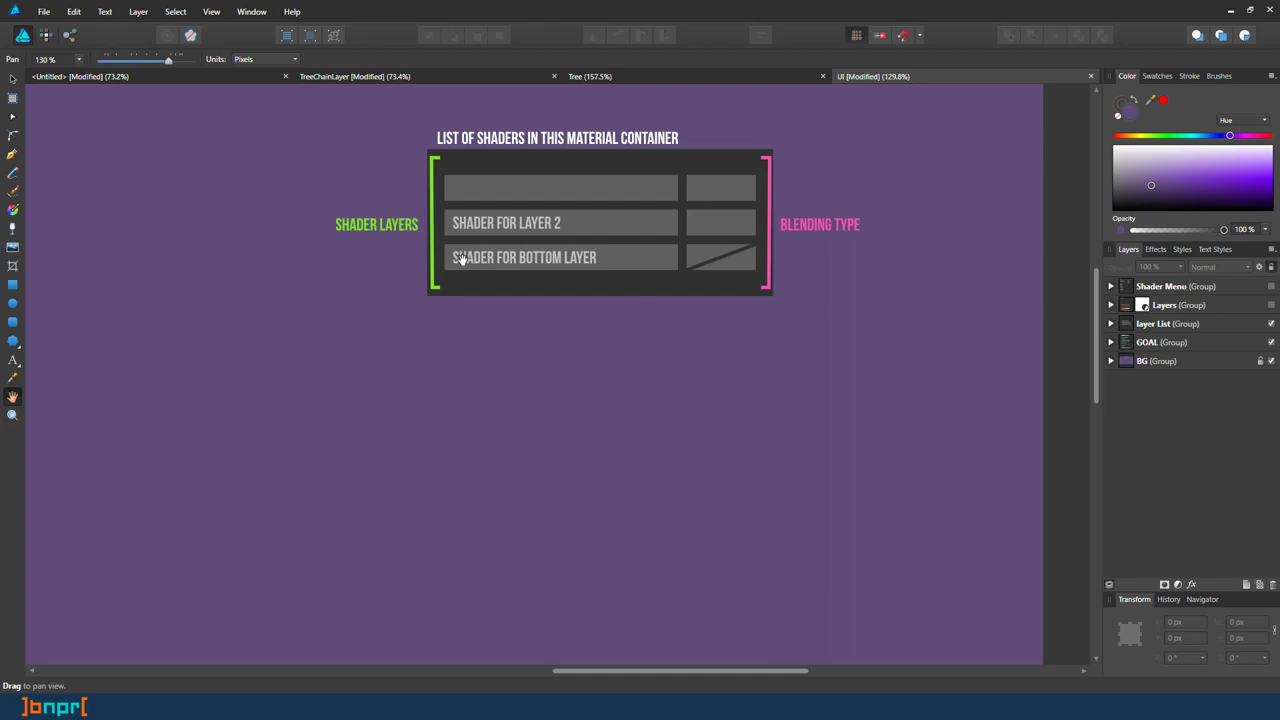 File Edit Text Layer Select View Window Help
Pan 130 % Units: Pixels
<Untitled> [Modified] (73.2%) × TreeChainLayer [Modified] (73.4%) × Tree (157.5%) × UI [Modified] (129.8%) ×
Color Swatches Stroke Brushes
Hue
Opacity
100 %
LIST OF SHADERS IN THIS MATERIAL CONTAINER
SHADER LAYERS
SHADER FOR LAYER 2
SHADER FOR BOTTOM LAYER
BLENDING TYPE
Layers Effects Styles Text Styles
Opacity 100 % Normal
Shader Menu (Group)
Layers (Group)
layer List (Group)
GOAL (Group)
BG (Group)
Transform History Navigator
X: 0 px W: 0 px
Y: 0 px H: 0 px
R: 0 ° S: 0 °
Drag to pan view.
]bnpr[